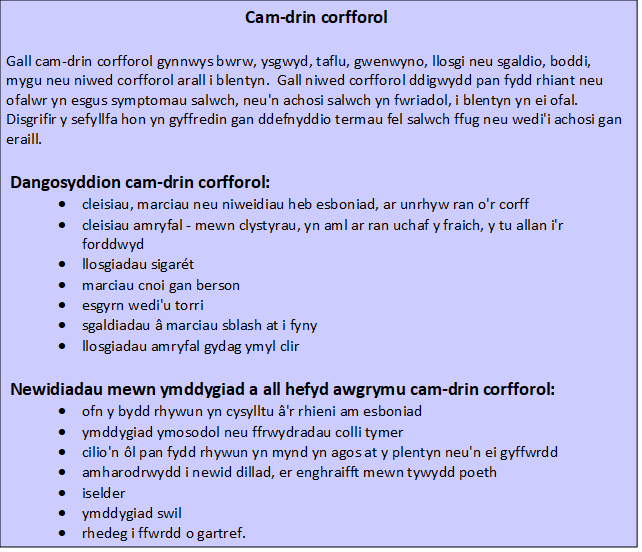 Cam-drin corfforol
Gall cam-drin corfforol gynnwys bwrw, ysgwyd, taflu, gwenwyno, llosgi neu sgaldio, boddi,
mygu neu niwed corfforol arall i blentyn. Gall niwed corfforol ddigwydd pan fydd rhiant neu
ofalwr yn esgus symptomau salwch, neu'n achosi salwch yn fwriadol, i blentyn yn ei ofal.
Disgrifir y sefyllfa hon yn gyffredin gan ddefnyddio termau fel salwch ffug neu wedi'i achosi gan
eraill.
Dangosyddion cam-drin corfforol:
• cleisiau, marciau neu niweidiau heb esboniad, ar unrhyw ran o'r corff
• cleisiau amryfal - mewn clystyrau, yn aml ar ran uchaf y fraich, y tu allan i'r
forddwyd
• llosgiadau sigarét
• marciau cnoi gan berson
• esgyrn wedi'u torri
• sgaldiadau â marciau sblash at i fyny
• llosgiadau amryfal gydag ymyl clir
Newidiadau mewn ymddygiad a all hefyd awgrymu cam-drin corfforol:
• ofn y bydd rhywun yn cysylltu â'r rhieni am esboniad
• ymddygiad ymosodol neu ffrwydradau colli tymer
• cilio'n ôl pan fydd rhywun yn mynd yn agos at y plentyn neu'n ei gyffwrdd
• amharodrwydd i newid dillad, er enghraifft mewn tywydd poeth
• iselder
• ymddygiad swil
• rhedeg i ffwrdd o gartref.